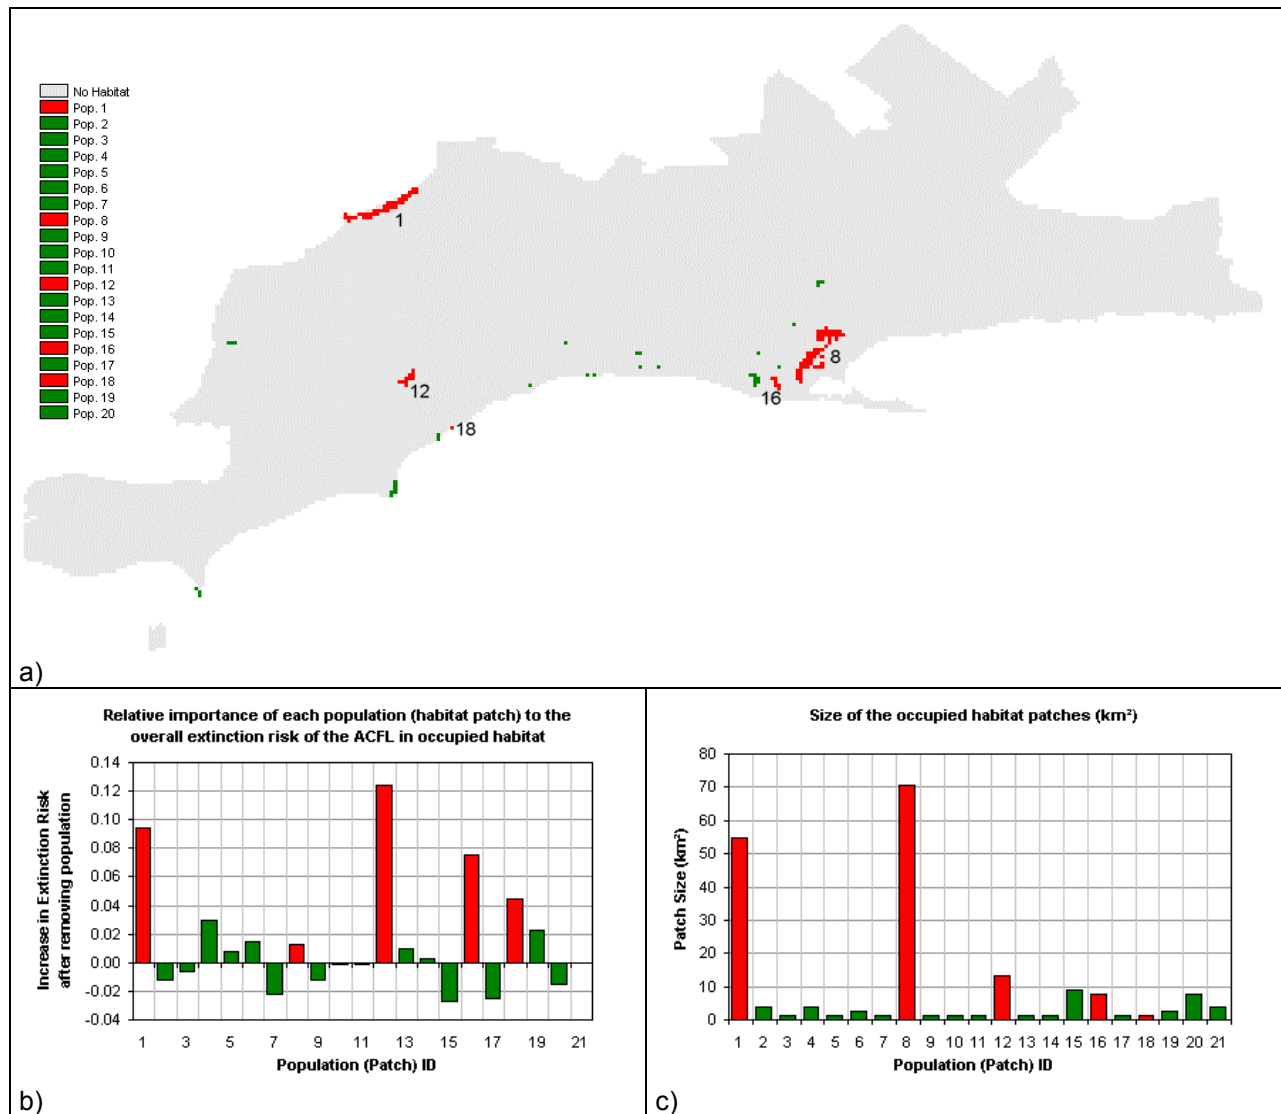 No Habitat
Pop. 1
Pop. 2
Pop. 3
Pop. 4
Pop. 5
Pop. 6
Pop. 7
Pop. 8
Pop. 9
Pop. 10
Pop. 11
Pop. 12
Pop. 13
Pop. 14
Pop. 15
Pop. 16
Pop. 17
Pop. 18
Pop. 19
Pop. 20
1
8
12
16
18
a)
Relative importance of each population (habitat patch) to the
overall extinction risk of the ACFL in occupied habitat
Increase in Extinction Risk
after removing population
0.14
0.12
0.10
0.08
0.06
0.04
0.02
0.00
-0.02
-0.04
1 3 5 7 9 11 13 15 17 19 21
Population (Patch) ID
b)
Size of the occupied habitat patches (km²)
Patch Size (km²)
80
70
60
50
40
30
20
10
0
1 2 3 4 5 6 7 8 9 10 11 12 13 14 15 16 17 18 19 20 21
Population (Patch) ID
c)